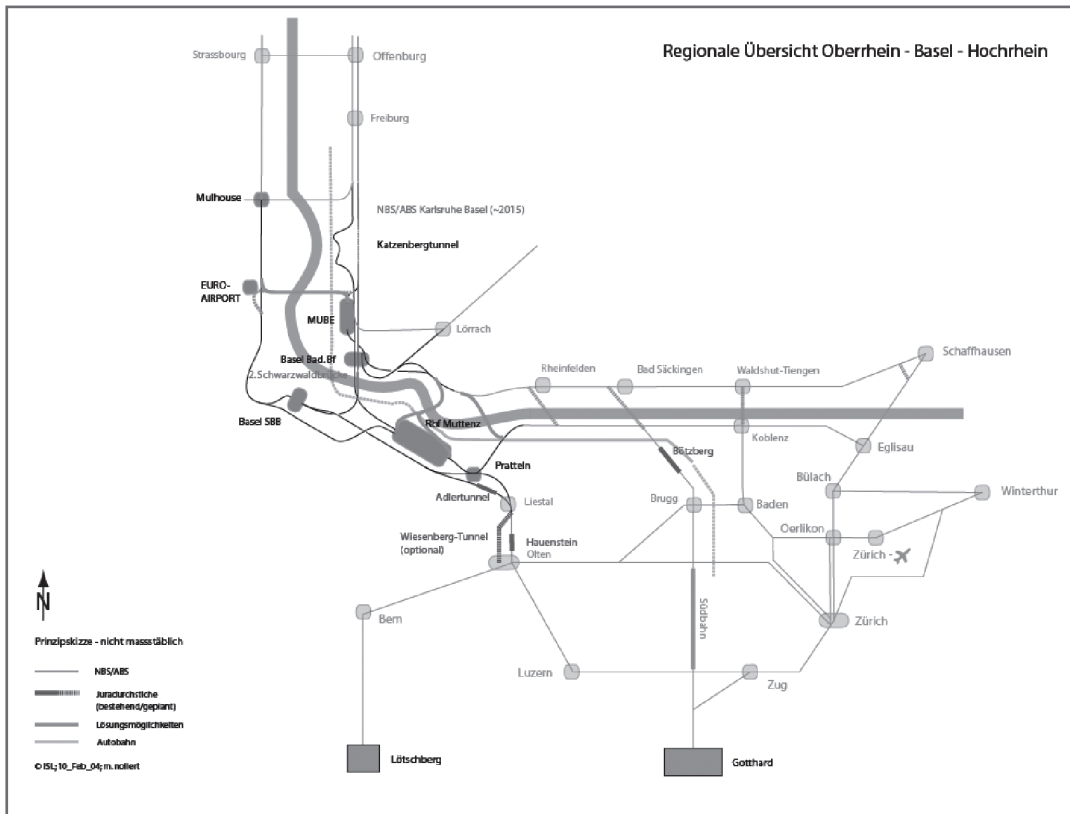 Regionale Übersicht Oberrhein - Basel - Hochrhein
Strassbourg
Offenburg
Freiburg
Mulhouse
NBS/ABS Karlsruhe Basel (~2015)
Katzenbergtunnel
EURO-
AIRPORT
MUBE
Lörrach
Basel Bad.Bf
2.Schwarzwaldbrücke
Rheinfelden
Bad Säckingen
Waldshut-Tiengen
Schaffhausen
Basel SBB
Rbf Muttenz
Koblenz
Eglisau
Bötzberg
Pratteln
Bülach
Winterthur
Adlertunnel
Liestal
Brugg
Baden
Wiesenberg-Tunnel
(optional)
Hauenstein
Olten
Oerlikon
Zürich -
Südbahn
Bern
Zürich
Luzern
Zug
N
Prinzipskizze - nicht massstäblich
NBS/ABS
Juradurchstiche
(bestehend/geplant)
Lösungsmöglichkeiten
Autobahn
© ISL; 10_Feb_04; m. nollert
Lötschberg
Gotthard